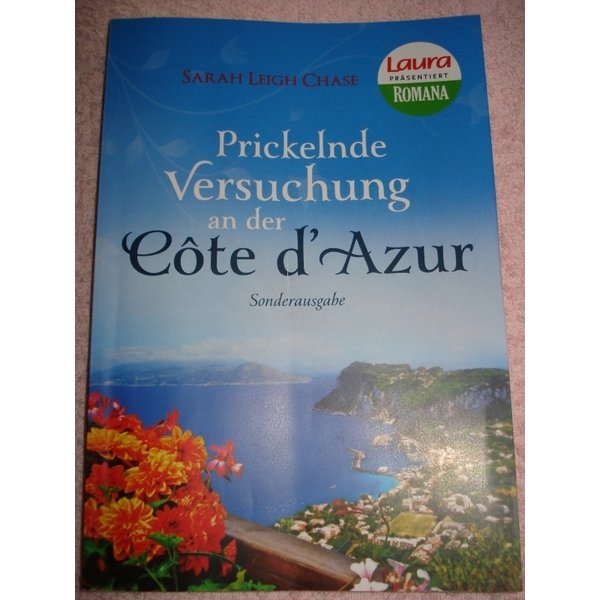 SARAH LEIGH CHASE
Laura
PRÄSENTIERT
ROMANA
Prickelnde
Versuchung
an der
Côte d'Azur
Sonderausgabe